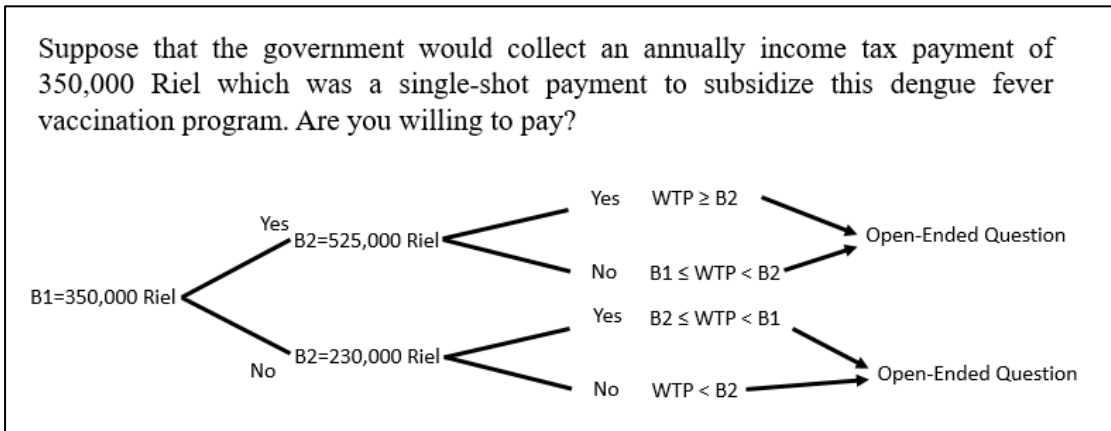 Suppose that the government would collect an annually income tax payment of
350,000 Riel which was a single-shot payment to subsidize this dengue fever
vaccination program. Are you willing to pay?
Yes WTP ≥ B2
Yes
B2=525,000 Riel
Open-Ended Question
No B1 ≤ WTP < B2
B1=350,000 Riel
Yes B2 ≤ WTP < B1
B2=230,000 Riel
No
Open-Ended Question
No WTP < B2